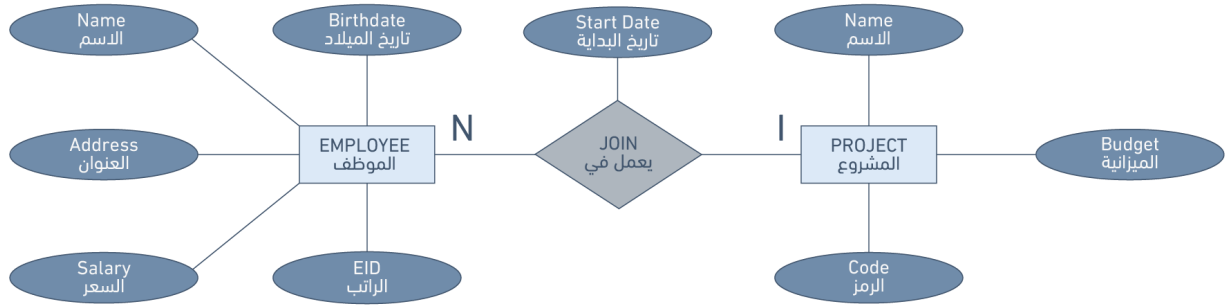 Name
الاسم
Birthdate
تاريخ الميلاد
Start Date
تاريخ البداية
Name
الاسم
Address
العنوان
EMPLOYEE
الموظف
N
JOIN
يعمل في
I
PROJECT
المشروع
Budget
الميزانية
Salary
السعر
EID
الراتب
Code
الرمز